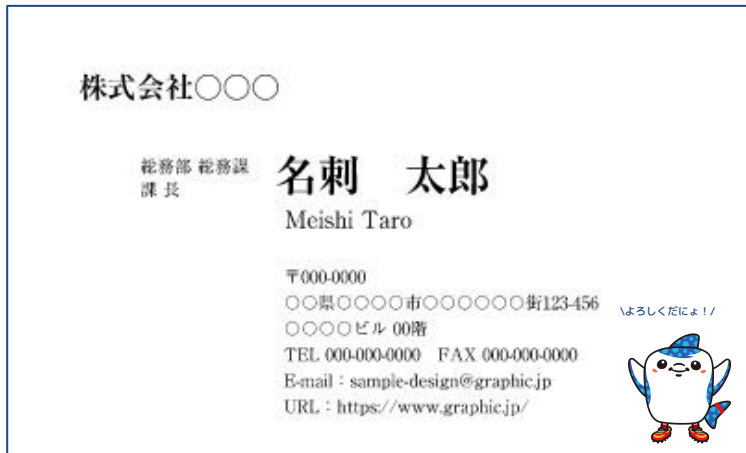 株式会社○○○
総務部 総務課
課 長
名刺　太郎
Meishi Taro
〒000-0000
○○県○○○○市○○○○○○街123-456
○○○○ビル 00階
TEL 000-000-0000　FAX 000-000-0000
E-mail：sample-design@graphic.jp
URL：https://www.graphic.jp/
\よろしくだにょ！/